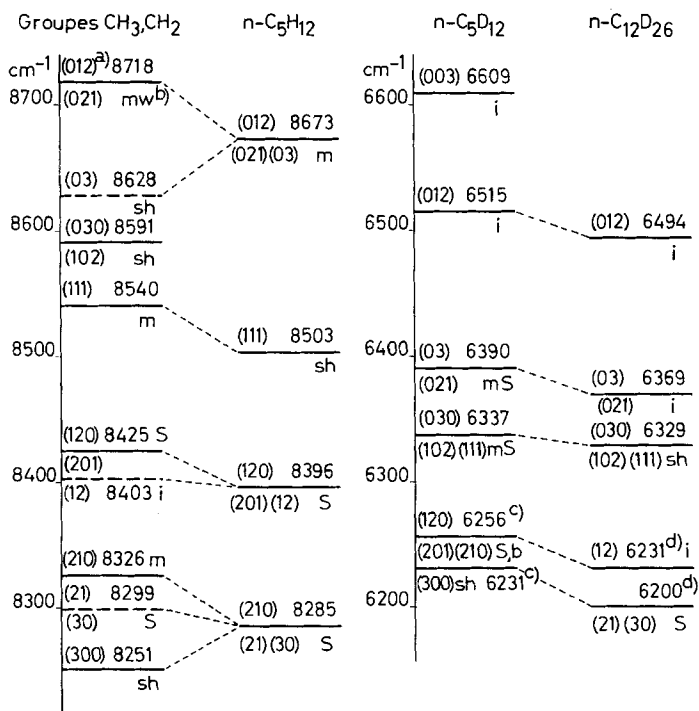 Groupes CH₃,CH₂
n-C₅H₁₂
n-C₅D₁₂
n-C₁₂D₂₆
cm⁻¹
8700
8600
8500
8400
8300
(012)ᵃ⁾ 8718
(021) mwᵇ⁾
(03) 8628
sh
(030) 8591
(102) sh
(111) 8540
m
(120) 8425 S
(201)
(12) 8403 i
(210) 8326 m
(21) 8299
(30) S
(300) 8251
sh
(012) 8673
(021)(03) m
(111) 8503
sh
(120) 8396
(201)(12) S
(210) 8285
(21)(30) S
cm⁻¹
6600
6500
6400
6300
6200
(003) 6609
i
(012) 6515
i
(03) 6390
(021) mS
(030) 6337
(102)(111)mS
(120) 6256ᶜ⁾
(201)(210) S,b
(300)sh 6231ᶜ⁾
(012) 6494
i
(03) 6369
(021) i
(030) 6329
(102)(111) sh
(12) 6231ᵈ⁾ i
6200ᵈ⁾
(21)(30) S